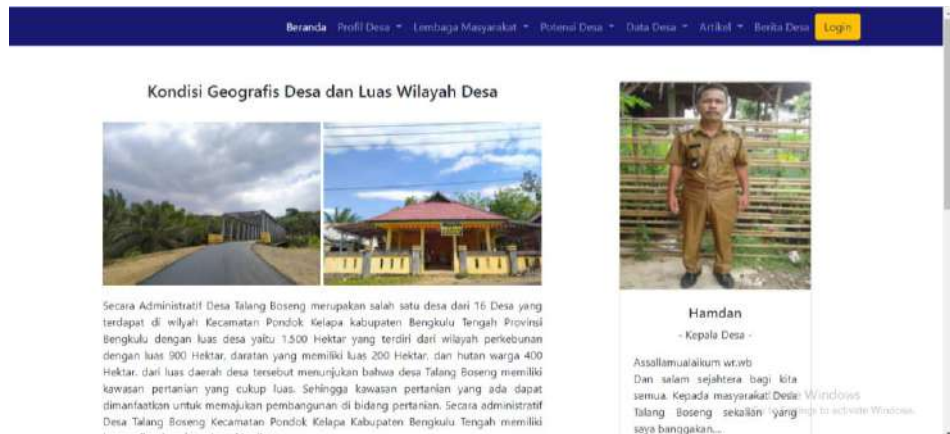 Beranda Profil Desa Lembaga Masyarakat Potensi Desa Data Desa Artikel Berita Desa Login
Kondisi Geografis Desa dan Luas Wilayah Desa
Secara Administratif Desa Talang Boseng merupakan salah satu desa dari 16 Desa yang
terdapat di wilyah Kecamatan Pondok Kelapa kabupaten Bengkulu Tengah Provinsi
Bengkulu dengan luas desa yaitu 1.500 Hektar yang terdiri dari wilayah perkebunan
dengan luas 900 Hektar, daratan yang memiliki luas 200 Hektar, dan hutan warga 400
Hektar. dari luas daerah desa tersebut menunjukan bahwa desa Talang Boseng memiliki
kawasan pertanian yang cukup luas. Sehingga kawasan pertanian yang ada dapat
dimanfaatkan untuk memajukan pembangunan di bidang pertanian. Secara administratif
Desa Talang Boseng Kecamatan Pondok Kelapa Kabupaten Bengkulu Tengah memiliki
Hamdan
- Kepala Desa -
Assallamualaikum wr.wb
Dan salam sejahtera bagi kita
semua. Kepada masyarakat Desa
Talang Boseng sekalian yang
saya banggakan...
Windows
to activate Windows.